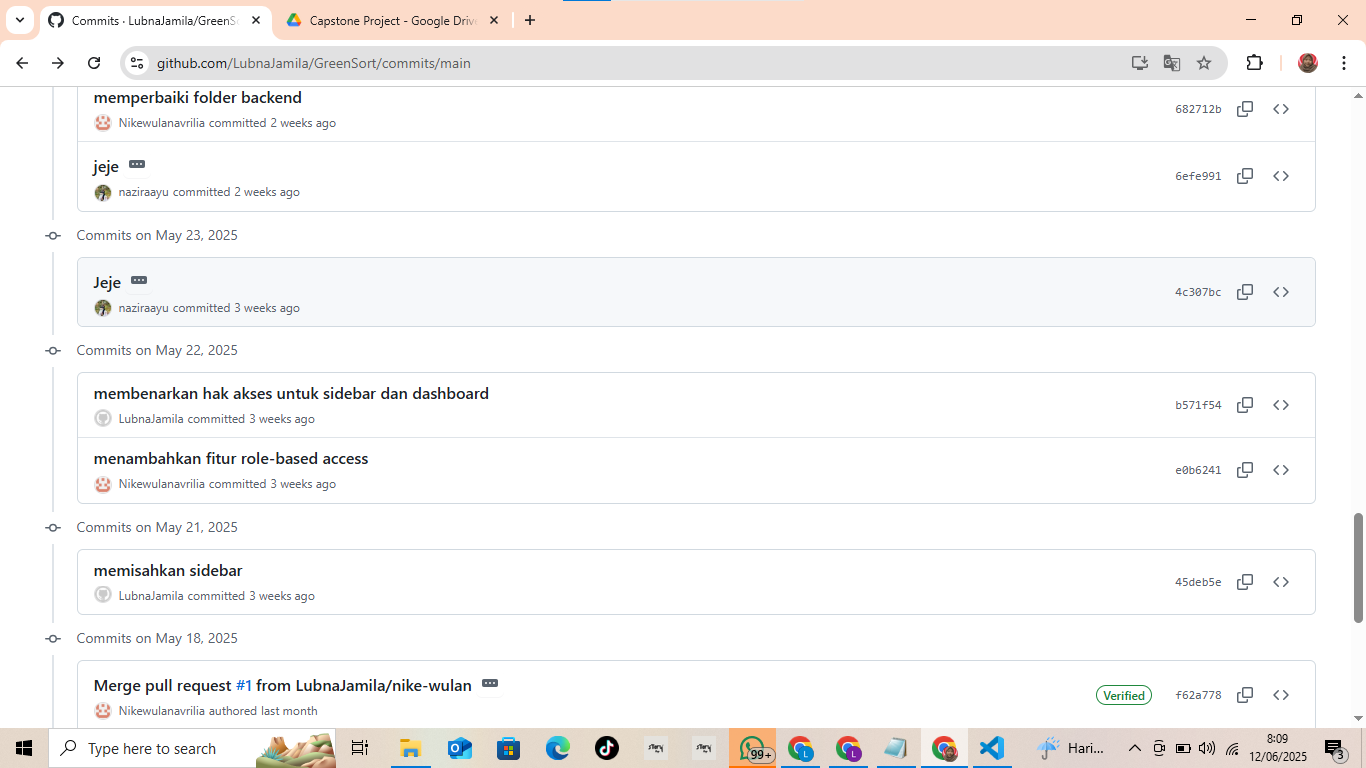 Commits · LubnaJamila/GreenS
Capstone Project - Google Drive
github.com/LubnaJamila/GreenSort/commits/main
memperbaiki folder backend
Nikewulanavrilia committed 2 weeks ago
682712b
jeje
naziraayu committed 2 weeks ago
6efe991
Commits on May 23, 2025
Jeje
naziraayu committed 3 weeks ago
4c307bc
Commits on May 22, 2025
membenarkan hak akses untuk sidebar dan dashboard
LubnaJamila committed 3 weeks ago
b571f54
menambahkan fitur role-based access
Nikewulanavrilia committed 3 weeks ago
e0b6241
Commits on May 21, 2025
memisahkan sidebar
LubnaJamila committed 3 weeks ago
45deb5e
Commits on May 18, 2025
Merge pull request #1 from LubnaJamila/nike-wulan
Nikewulanavrilia authored last month
Verified
f62a778
Type here to search
99+
L
L
Hari...
8:09
12/06/2025
3